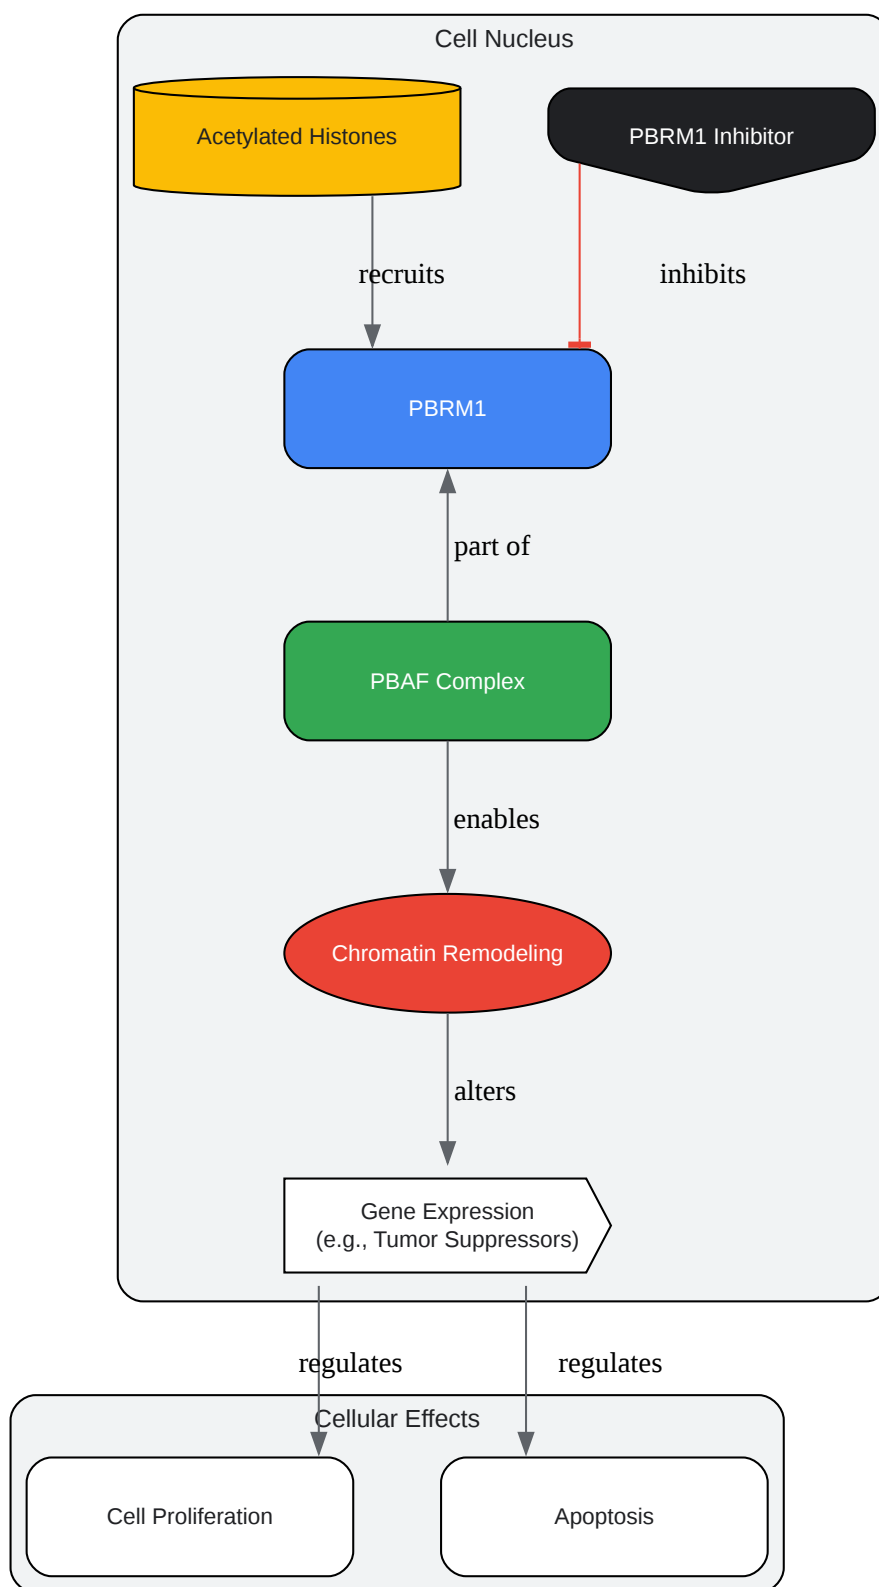 Cell Nucleus
Acetylated Histones
PBRM1 Inhibitor
recruits
inhibits
PBRM1
part of
PBAF Complex
enables
Chromatin Remodeling
alters
Gene Expression
(e.g., Tumor Suppressors)
regulates
regulates
Cellular Effects
Cell Proliferation
Apoptosis